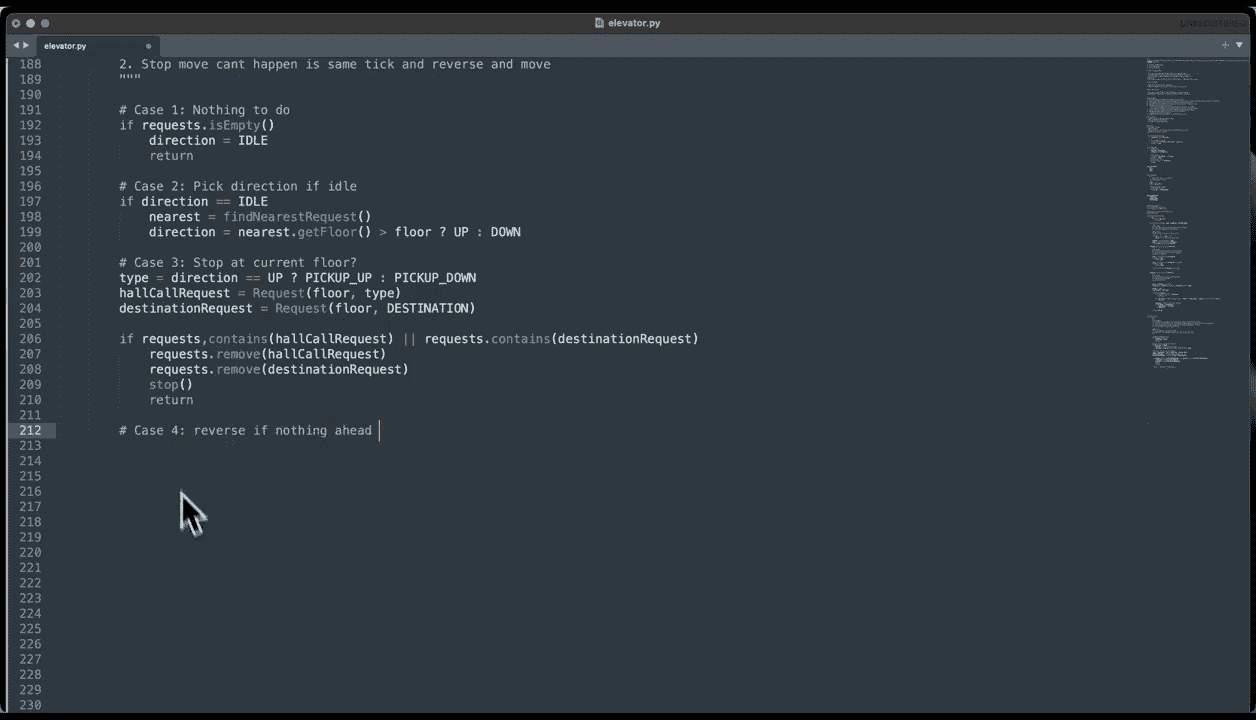 elevator.py
UNREGISTERED
elevator.py
188 2. Stop move cant happen is same tick and reverse and move
189 """
190
191 # Case 1: Nothing to do
192 if requests.isEmpty()
193 direction = IDLE
194 return
195
196 # Case 2: Pick direction if idle
197 if direction == IDLE
198 nearest = findNearestRequest()
199 direction = nearest.getFloor() > floor ? UP : DOWN
200
201 # Case 3: Stop at current floor?
202 type = direction == UP ? PICKUP_UP : PICKUP_DOWN
203 hallCallRequest = Request(floor, type)
204 destinationRequest = Request(floor, DESTINATION)
205
206 if requests,contains(hallCallRequest) || requests.contains(destinationRequest)
207 requests.remove(hallCallRequest)
208 requests.remove(destinationRequest)
209 stop()
210 return
211
212 # Case 4: reverse if nothing ahead
213
214
215
216
217
218
219
220
221
222
223
224
225
226
227
228
229
230